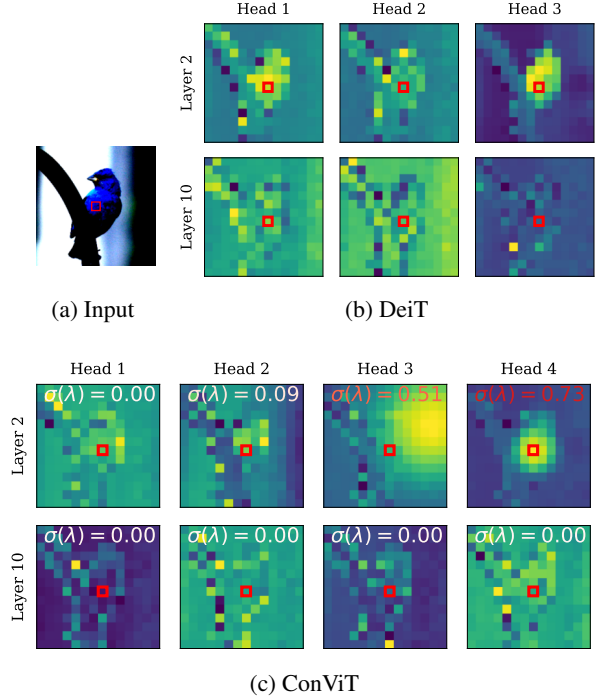 Head 1 Head 2 Head 3
Layer 2
Layer 10
(a) Input
(b) DeiT
Head 1 Head 2 Head 3 Head 4
Layer 2
σ(λ) = 0.00 σ(λ) = 0.09 σ(λ) = 0.51 σ(λ) = 0.73
Layer 10
σ(λ) = 0.00 σ(λ) = 0.00 σ(λ) = 0.00 σ(λ) = 0.00
(c) ConViT